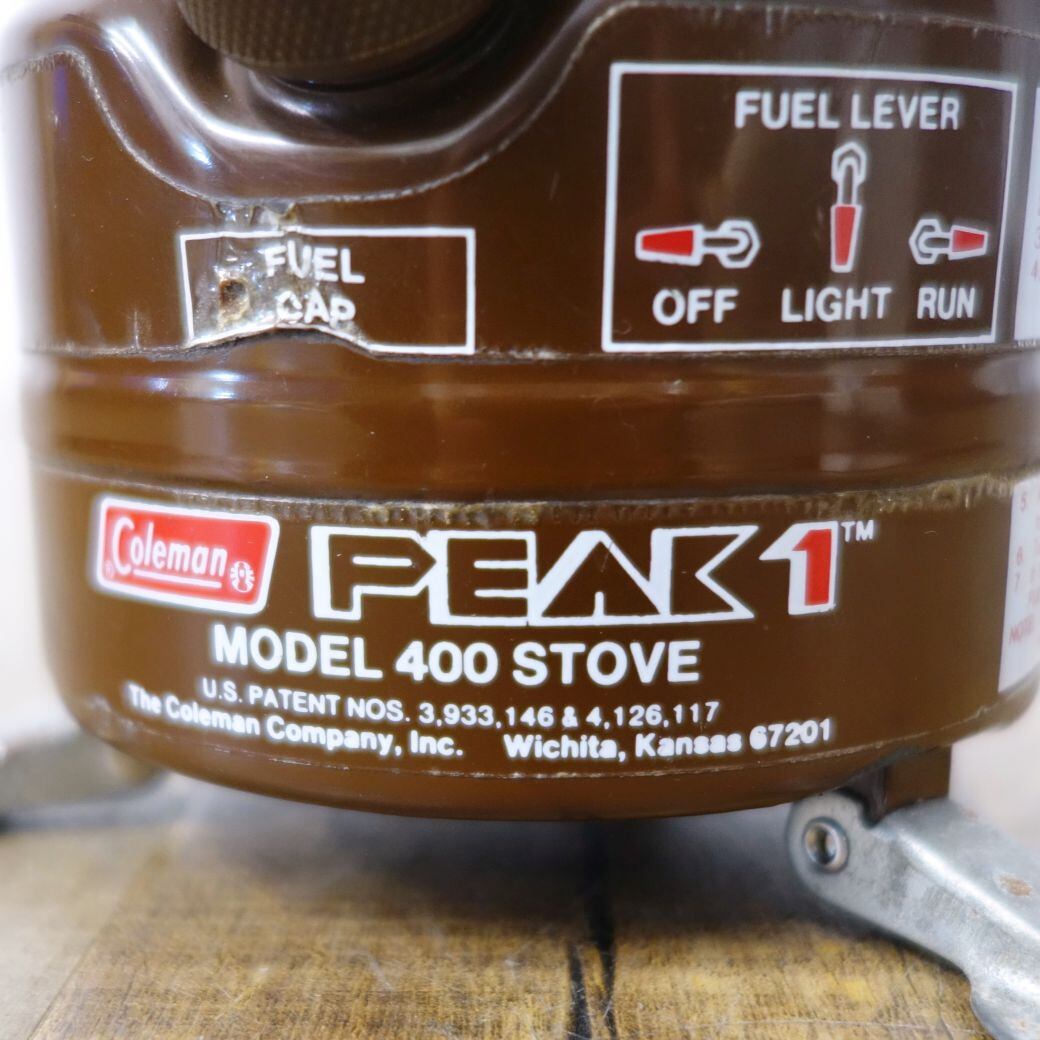 FUEL LEVER
OFF LIGHT RUN
FUEL
CAP
Coleman ®
PEAK 1™
MODEL 400 STOVE
U.S. PATENT NOS. 3,933,146 & 4,126,117
The Coleman Company, Inc. Wichita, Kansas 67201